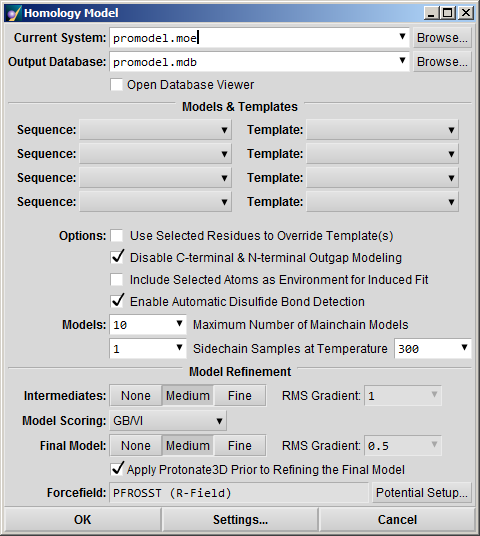 Homology Model
Current System: promodel.moe Browse...
Output Database: promodel.mdb Browse...
Open Database Viewer
Models & Templates
Sequence: Template:
Sequence: Template:
Sequence: Template:
Sequence: Template:
Options: Use Selected Residues to Override Template(s)
Disable C-terminal & N-terminal Outgap Modeling
Include Selected Atoms as Environment for Induced Fit
Enable Automatic Disulfide Bond Detection
Models: 10 Maximum Number of Mainchain Models
1 Sidechain Samples at Temperature 300
Model Refinement
Intermediates: None Medium Fine RMS Gradient: 1
Model Scoring: GB/VI
Final Model: None Medium Fine RMS Gradient: 0.5
Apply Protonate3D Prior to Refining the Final Model
Forcefield: PFROSST (R-Field) Potential Setup...
OK Settings... Cancel